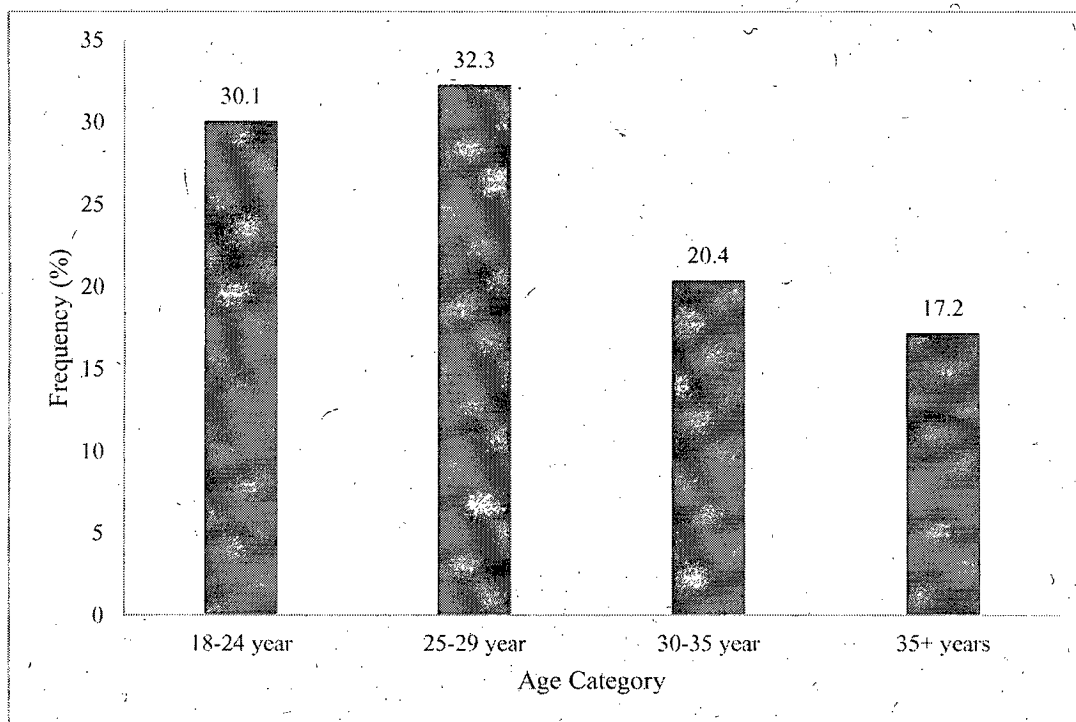 35
32.3
30.1
30
25
20.4
20
17.2
15
10
5
0
Frequency (%)
18-24 year
25-29 year
30-35 year
35+ years
Age Category